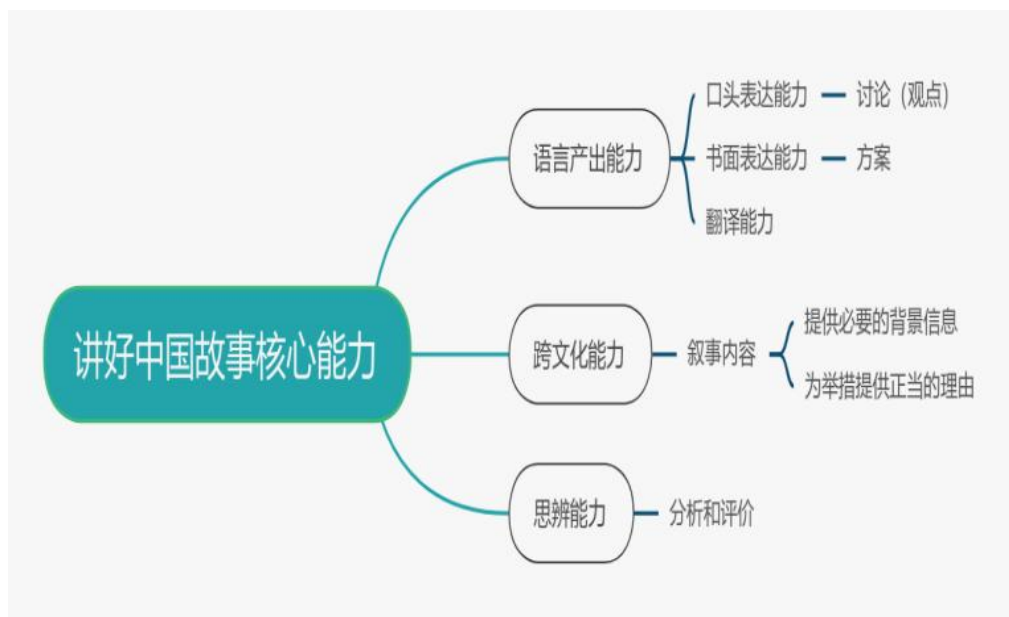 讲好中国故事核心能力
语言产出能力
口头表达能力
讨论（观点）
书面表达能力
方案
翻译能力
跨文化能力
叙事内容
提供必要的背景信息
为举措提供正当的理由
思辨能力
分析和评价